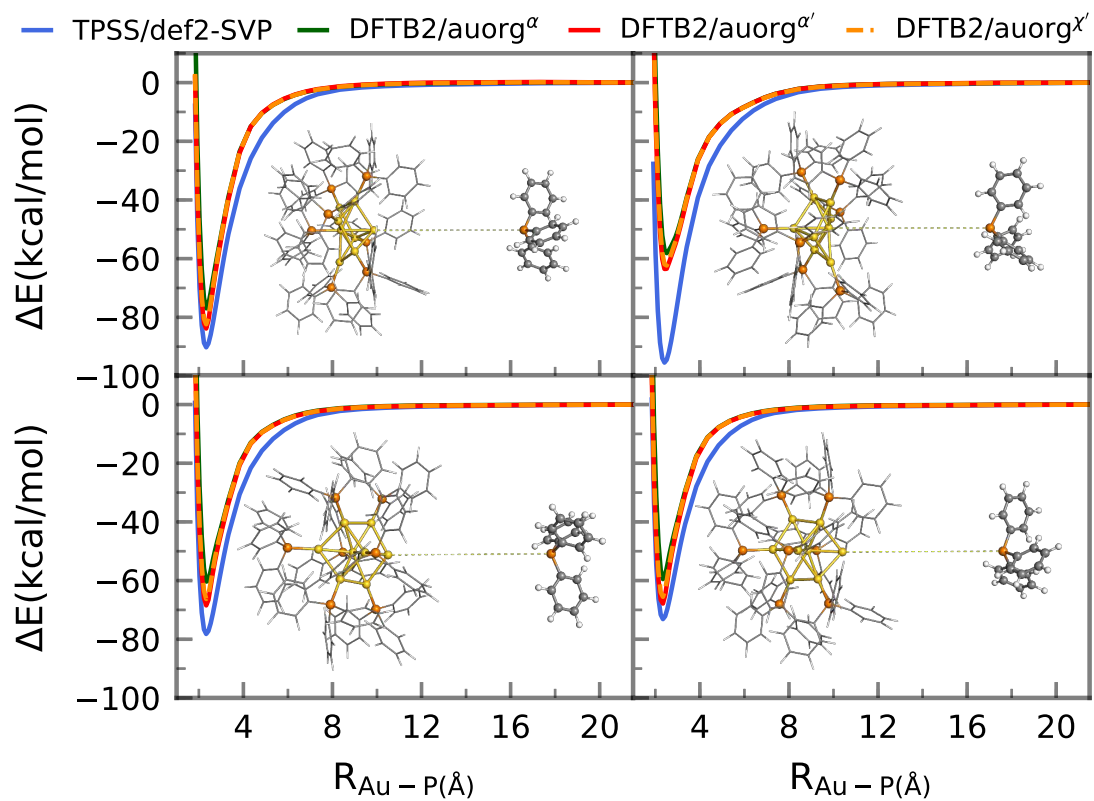 TPSS/def2-SVP DFTB2/auorg^α DFTB2/auorg^α′ DFTB2/auorg^χ′
0
−20
−40
−60
−80
−100
ΔE(kcal/mol)
0
−20
−40
−60
−80
−100
ΔE(kcal/mol)
4 8 12 16 20 4 8 12 16 20
R_Au − P(Å) R_Au − P(Å)